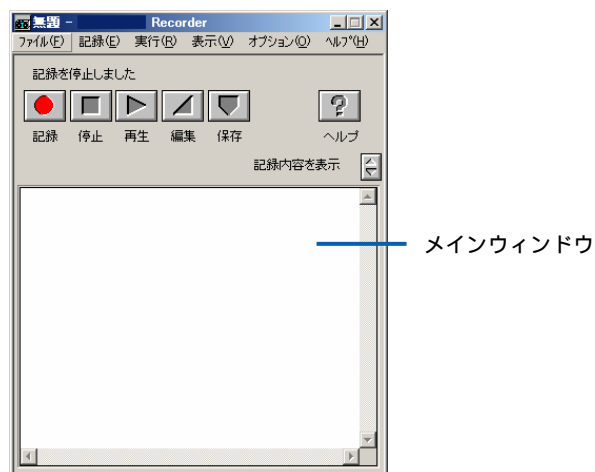 無題 - Recorder
ファイル(F) 記録(E) 実行(R) 表示(V) オプション(O) ヘルプ(H)
記録を停止しました
記録 停止 再生 編集 保存 ヘルプ
記録内容を表示
メインウィンドウ